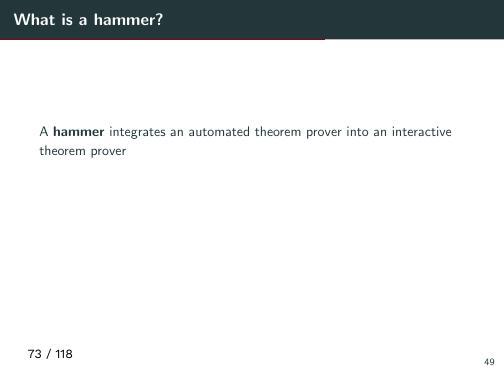 What is a hammer?
A hammer integrates an automated theorem prover into an interactive
theorem prover
73 / 118
49